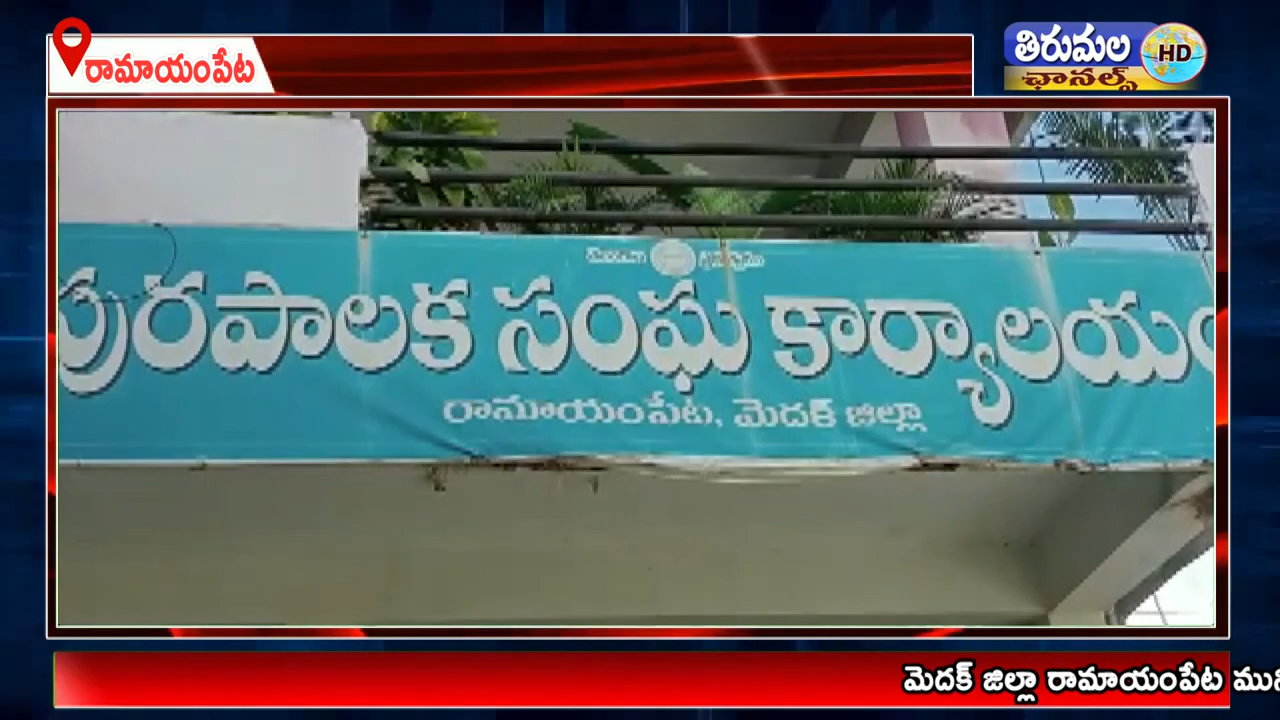 రామాయంపేట
తిరుమల
ఛానల్స్
HD
పురపాలక సంఘ కార్యాలయం
రామాయంపేట, మెదక్ జిల్లా
మెదక్ జిల్లా రామాయంపేట